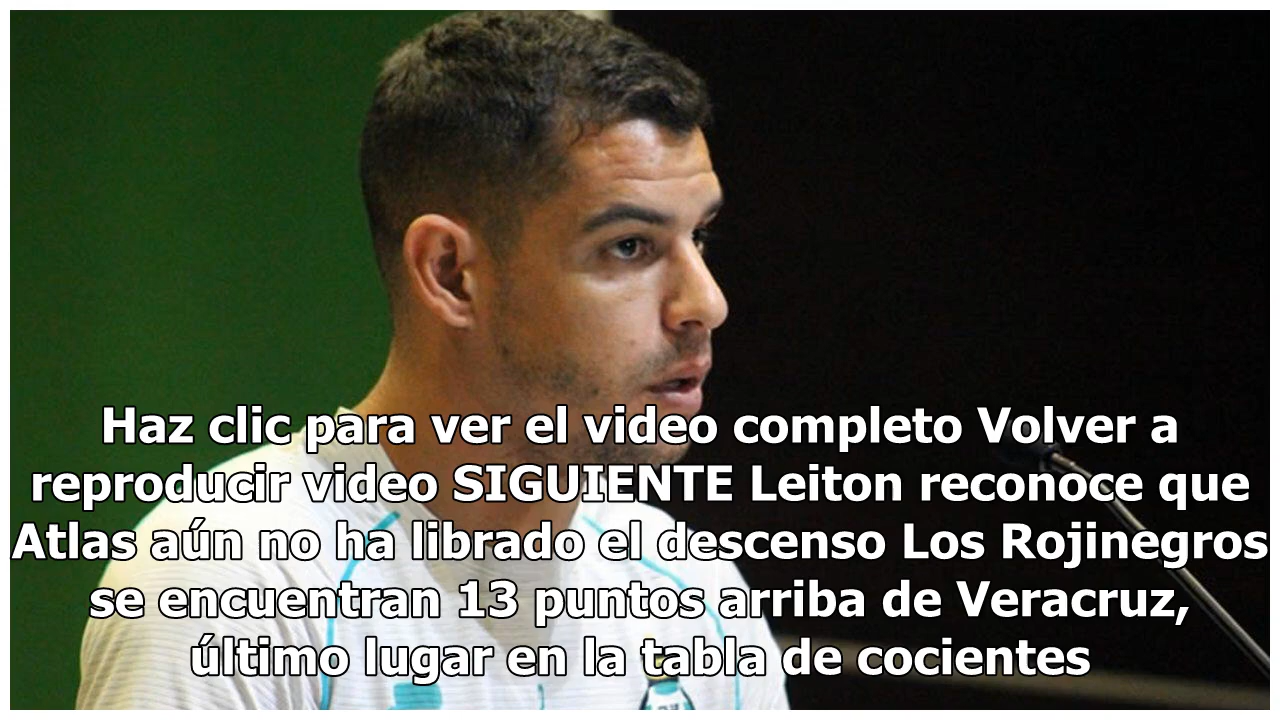 Haz clic para ver el video completo Volver a
reproducir video SIGUIENTE Leiton reconoce que
Atlas aún no ha librado el descenso Los Rojinegros
se encuentran 13 puntos arriba de Veracruz,
último lugar en la tabla de cocientes